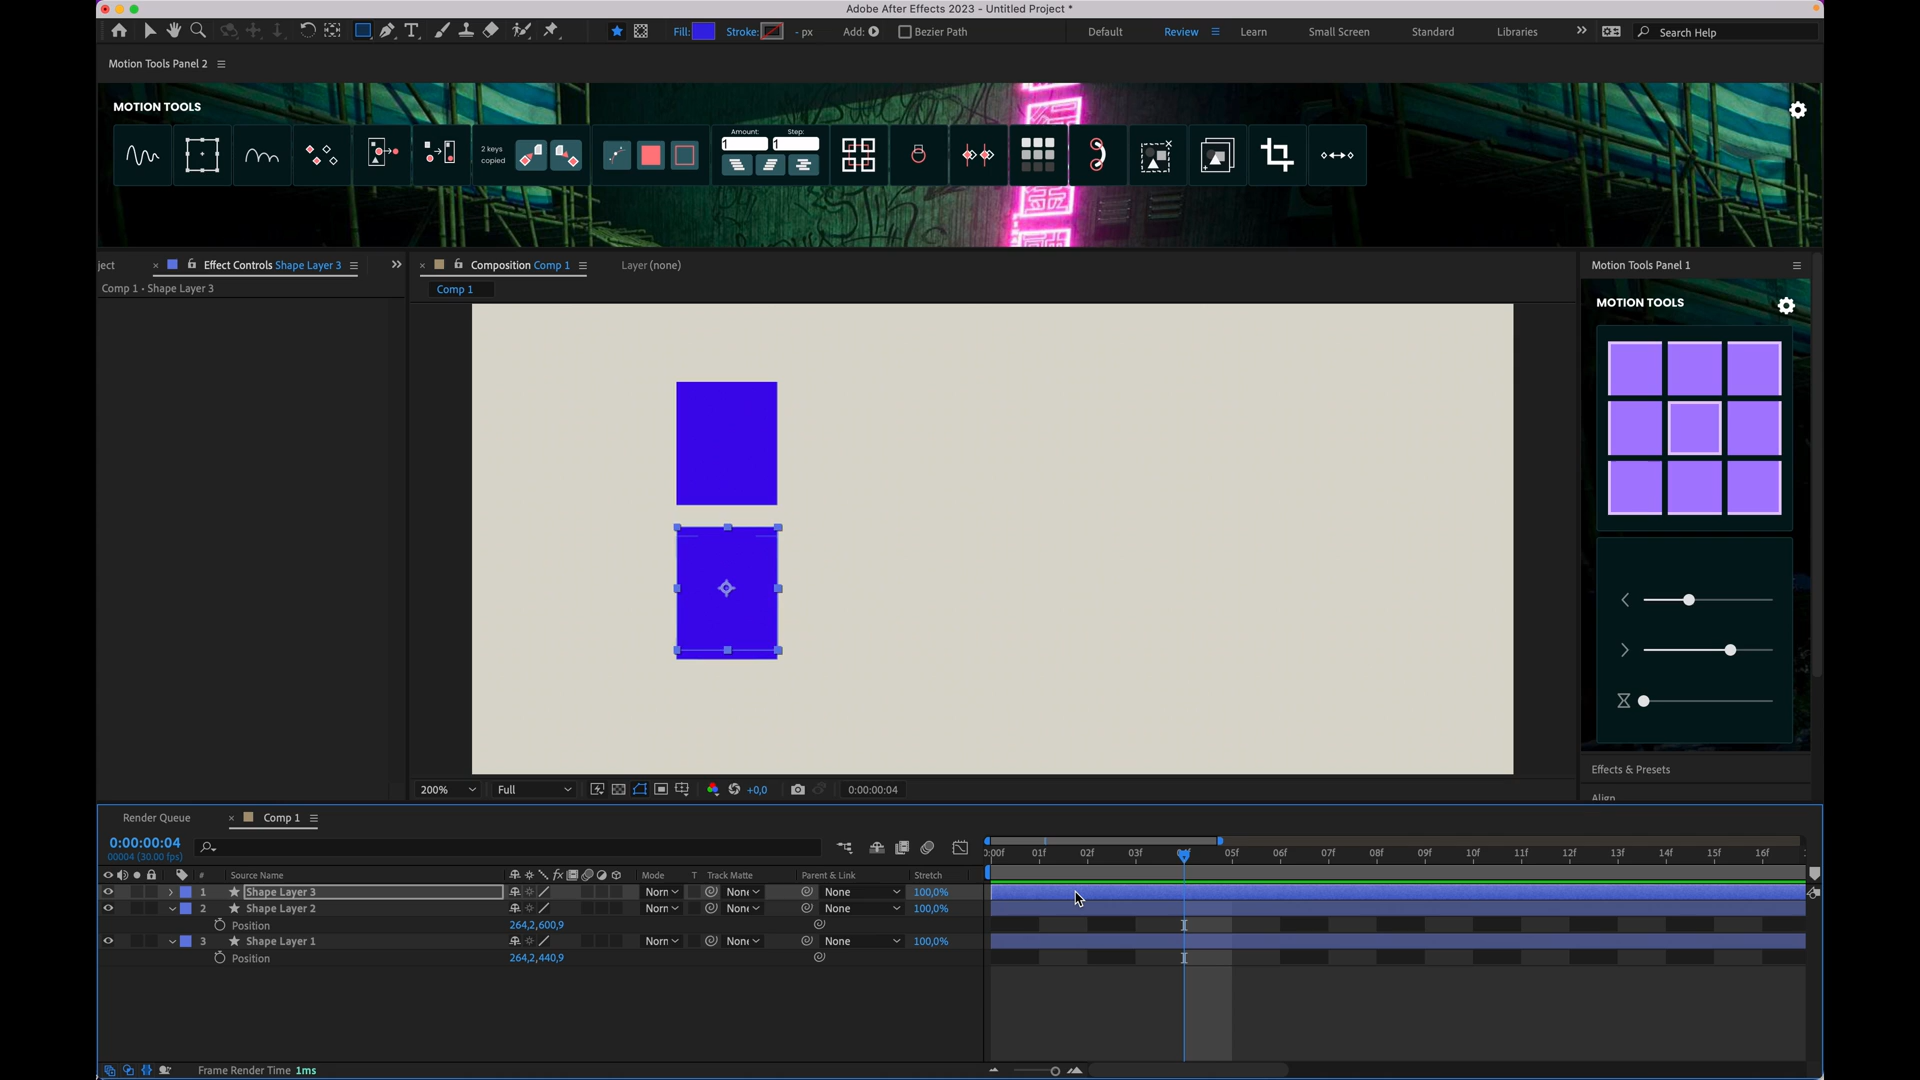 Adobe After Effects 2023 - Untitled Project *
Fill: Stroke: - px Add: Bezier Path Default Review Learn Small Screen Standard Libraries Search Help
Motion Tools Panel 2
MOTION TOOLS
2 keys copied
Amount: Step:
1 1
ject Effect Controls Shape Layer 3
Comp 1 • Shape Layer 3
Composition Comp 1 Layer (none)
Comp 1
Motion Tools Panel 1
MOTION TOOLS
Effects & Presets
Align
200% Full +0,0 0:00:00:04
Render Queue Comp 1
0:00:00:04
00004 (30.00 fps)
0:00f 01f 02f 03f 05f 06f 07f 08f 09f 10f 11f 12f 13f 14f 15f 16f
# Source Name Mode T Track Matte Parent & Link Stretch
1 Shape Layer 3 Norn None None 100,0%
2 Shape Layer 2 Norn None None 100,0%
Position 264,2,600,9
3 Shape Layer 1 Norn None None 100,0%
Position 264,2,440,9
Frame Render Time 1ms